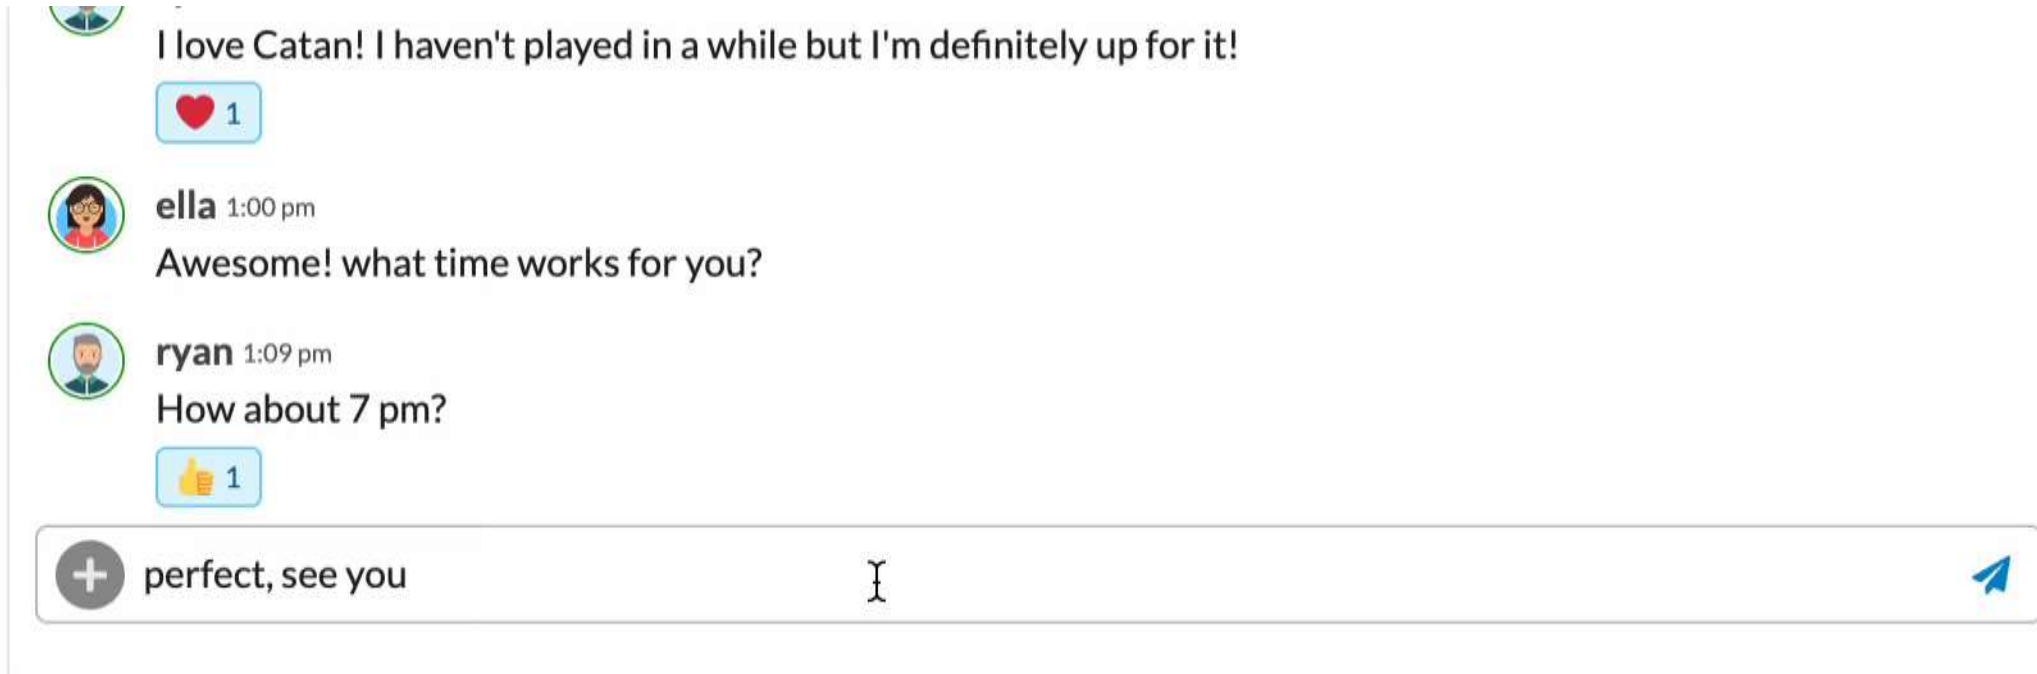 I love Catan! I haven't played in a while but I'm definitely up for it!
1
ella 1:00 pm
Awesome! what time works for you?
ryan 1:09 pm
How about 7 pm?
1
perfect, see you